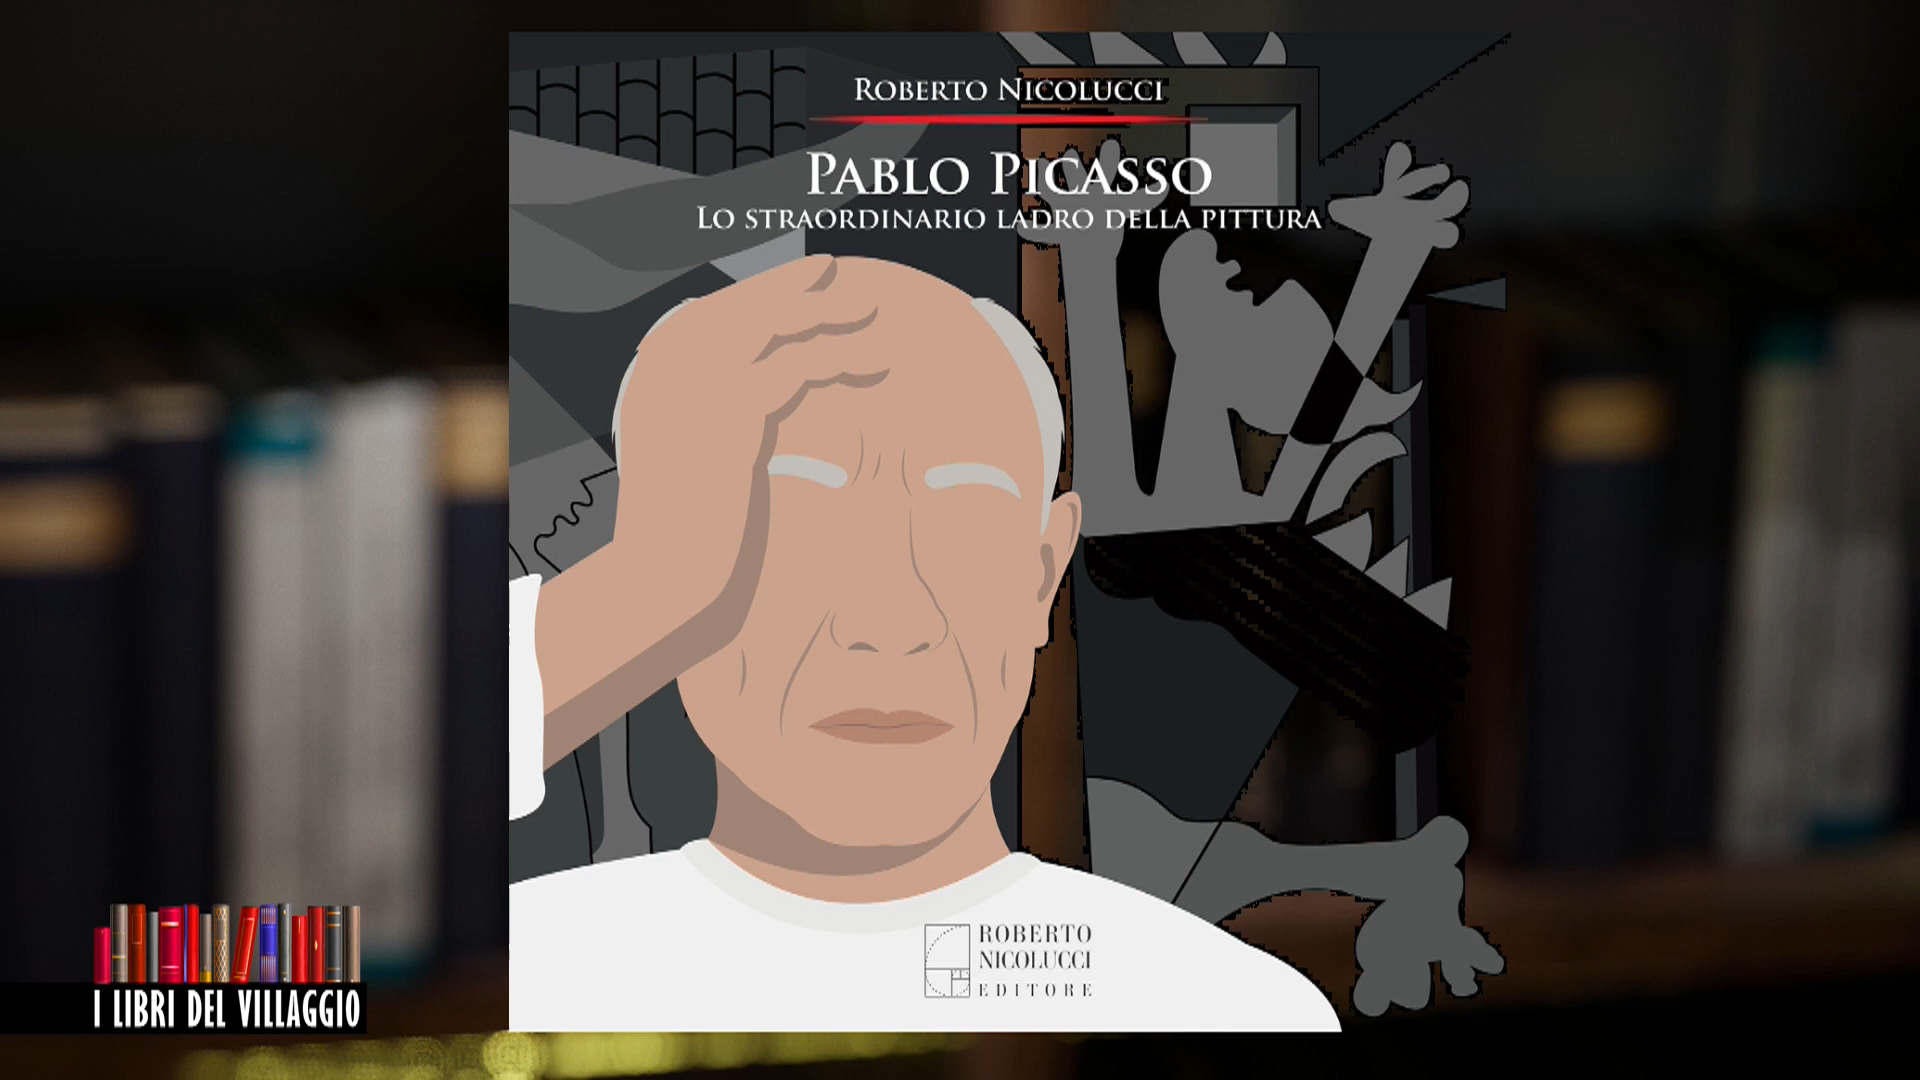 ROBERTO NICOLUCCI
PABLO PICASSO
LO STRAORDINARIO LADRO DELLA PITTURA
ROBERTO
NICOLUCCI
EDITORE
I LIBRI DEL VILLAGGIO